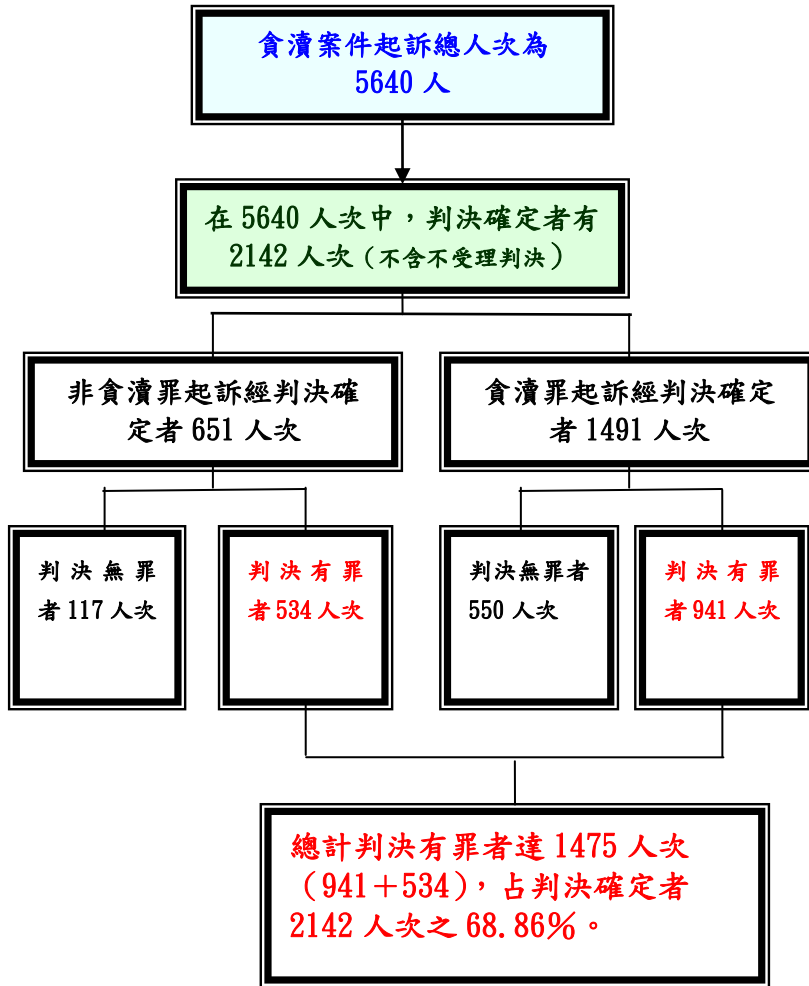 貪瀆案件起訴總人次為
5640 人
在 5640 人次中，判決確定者有
2142 人次（不含不受理判決）
非貪瀆罪起訴經判決確
定者 651 人次
貪瀆罪起訴經判決確定
者 1491 人次
判決無罪
者 117 人次
判決有罪
者 534 人次
判決無罪者
550 人次
判決有罪
者 941 人次
總計判決有罪者達 1475 人次
（941＋534），占判決確定者
2142 人次之 68.86％。